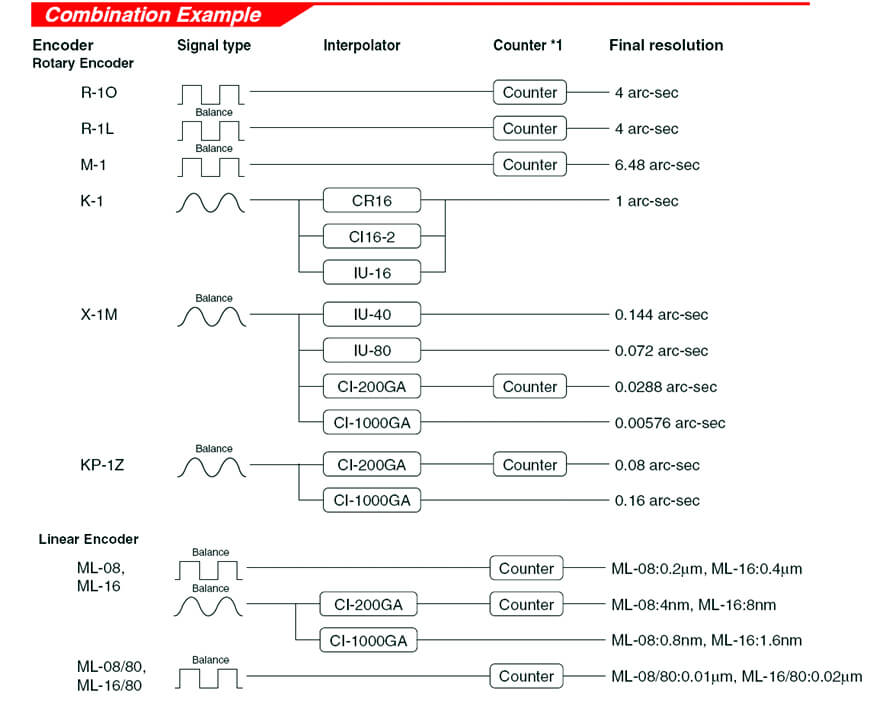 Combination Example
Encoder Signal type Interpolator Counter *1 Final resolution
Rotary Encoder
R-1O Counter 4 arc-sec
Balance
R-1L Counter 4 arc-sec
Balance
M-1 Counter 6.48 arc-sec
K-1 CR16 1 arc-sec
CI16-2
IU-16
Balance
X-1M IU-40 0.144 arc-sec
IU-80 0.072 arc-sec
CI-200GA Counter 0.0288 arc-sec
CI-1000GA 0.00576 arc-sec
Balance
KP-1Z CI-200GA Counter 0.08 arc-sec
CI-1000GA 0.16 arc-sec
Linear Encoder
Balance
ML-08, Counter ML-08:0.2μm, ML-16:0.4μm
ML-16
Balance
CI-200GA Counter ML-08:4nm, ML-16:8nm
CI-1000GA ML-08:0.8nm, ML-16:1.6nm
Balance
ML-08/80, Counter ML-08/80:0.01μm, ML-16/80:0.02μm
ML-16/80